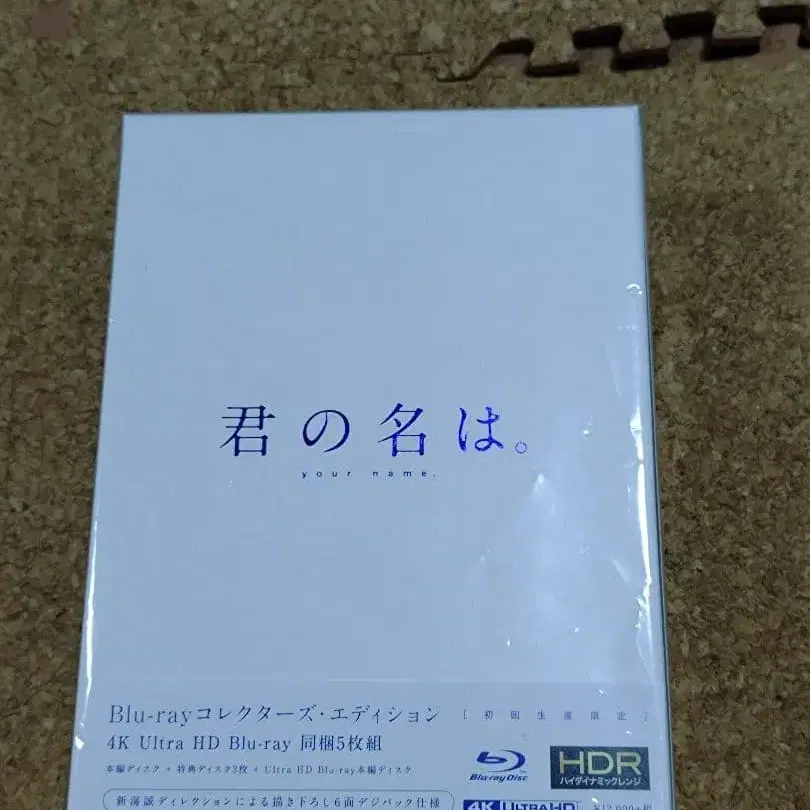 君の名は。
your name.
Blu-rayコレクターズ・エディション [初回生産限定]
4K Ultra HD Blu-ray 同梱5枚組
本編ディスク + 特典ディスク3枚 + Ultra HD Blu-ray本編ディスク
Blu-ray Disc
HDR
ハイダイナミックレンジ
新海誠ディレクションによる描き下ろし6面デジパック仕様
4K ULTRA HD
¥12,000+税